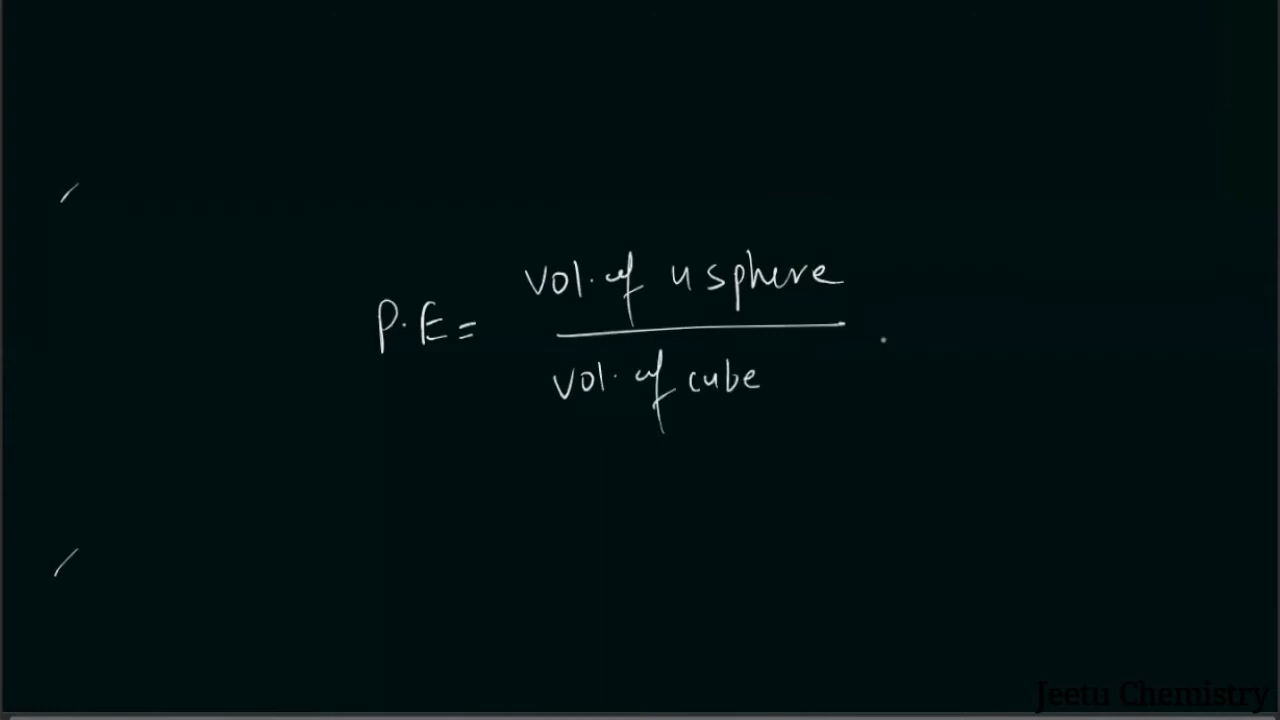 vol. of 4 sphere
P.E =
vol. of cube
Jeetu Chemistry